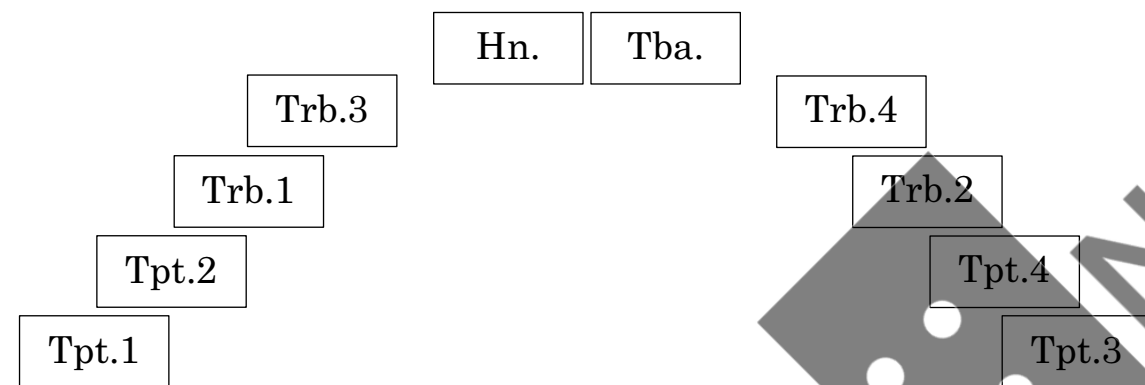 Hn. Tba.
Trb.3 Trb.4
Trb.1 Trb.2
Tpt.2 Tpt.4
Tpt.1 Tpt.3